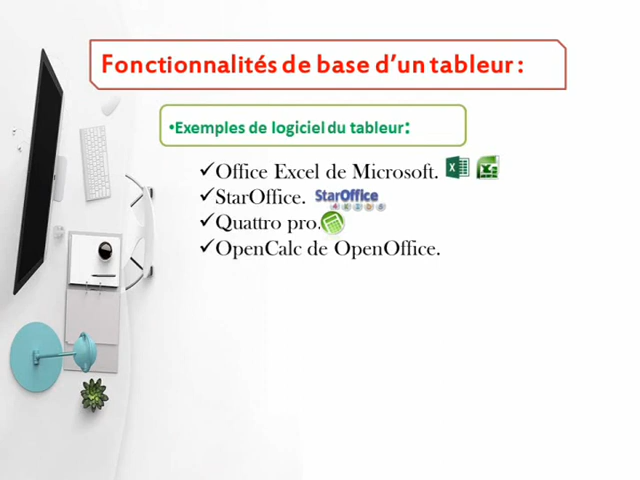 Fonctionnalités de base d'un tableur :
•Exemples de logiciel du tableur:
✓Office Excel de Microsoft.
✓StarOffice. StarOffice
4 K I D S
✓Quattro pro.
✓OpenCalc de OpenOffice.